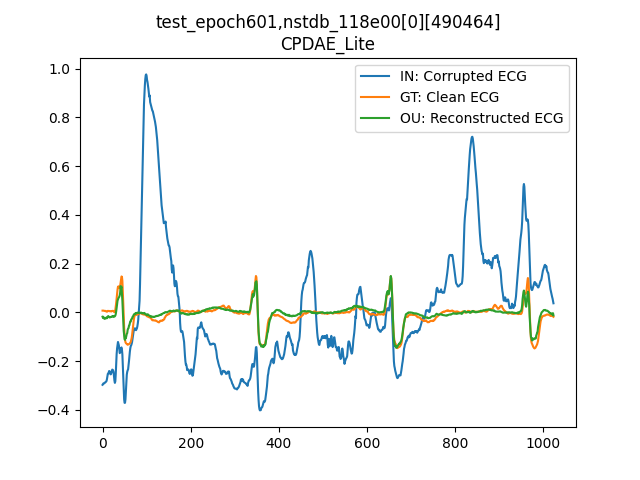 test_epoch601,nstdb_118e00[0][490464]
CPDAE_Lite
IN: Corrupted ECG
GT: Clean ECG
OU: Reconstructed ECG
1.0
0.8
0.6
0.4
0.2
0.0
−0.2
−0.4
0 200 400 600 800 1000